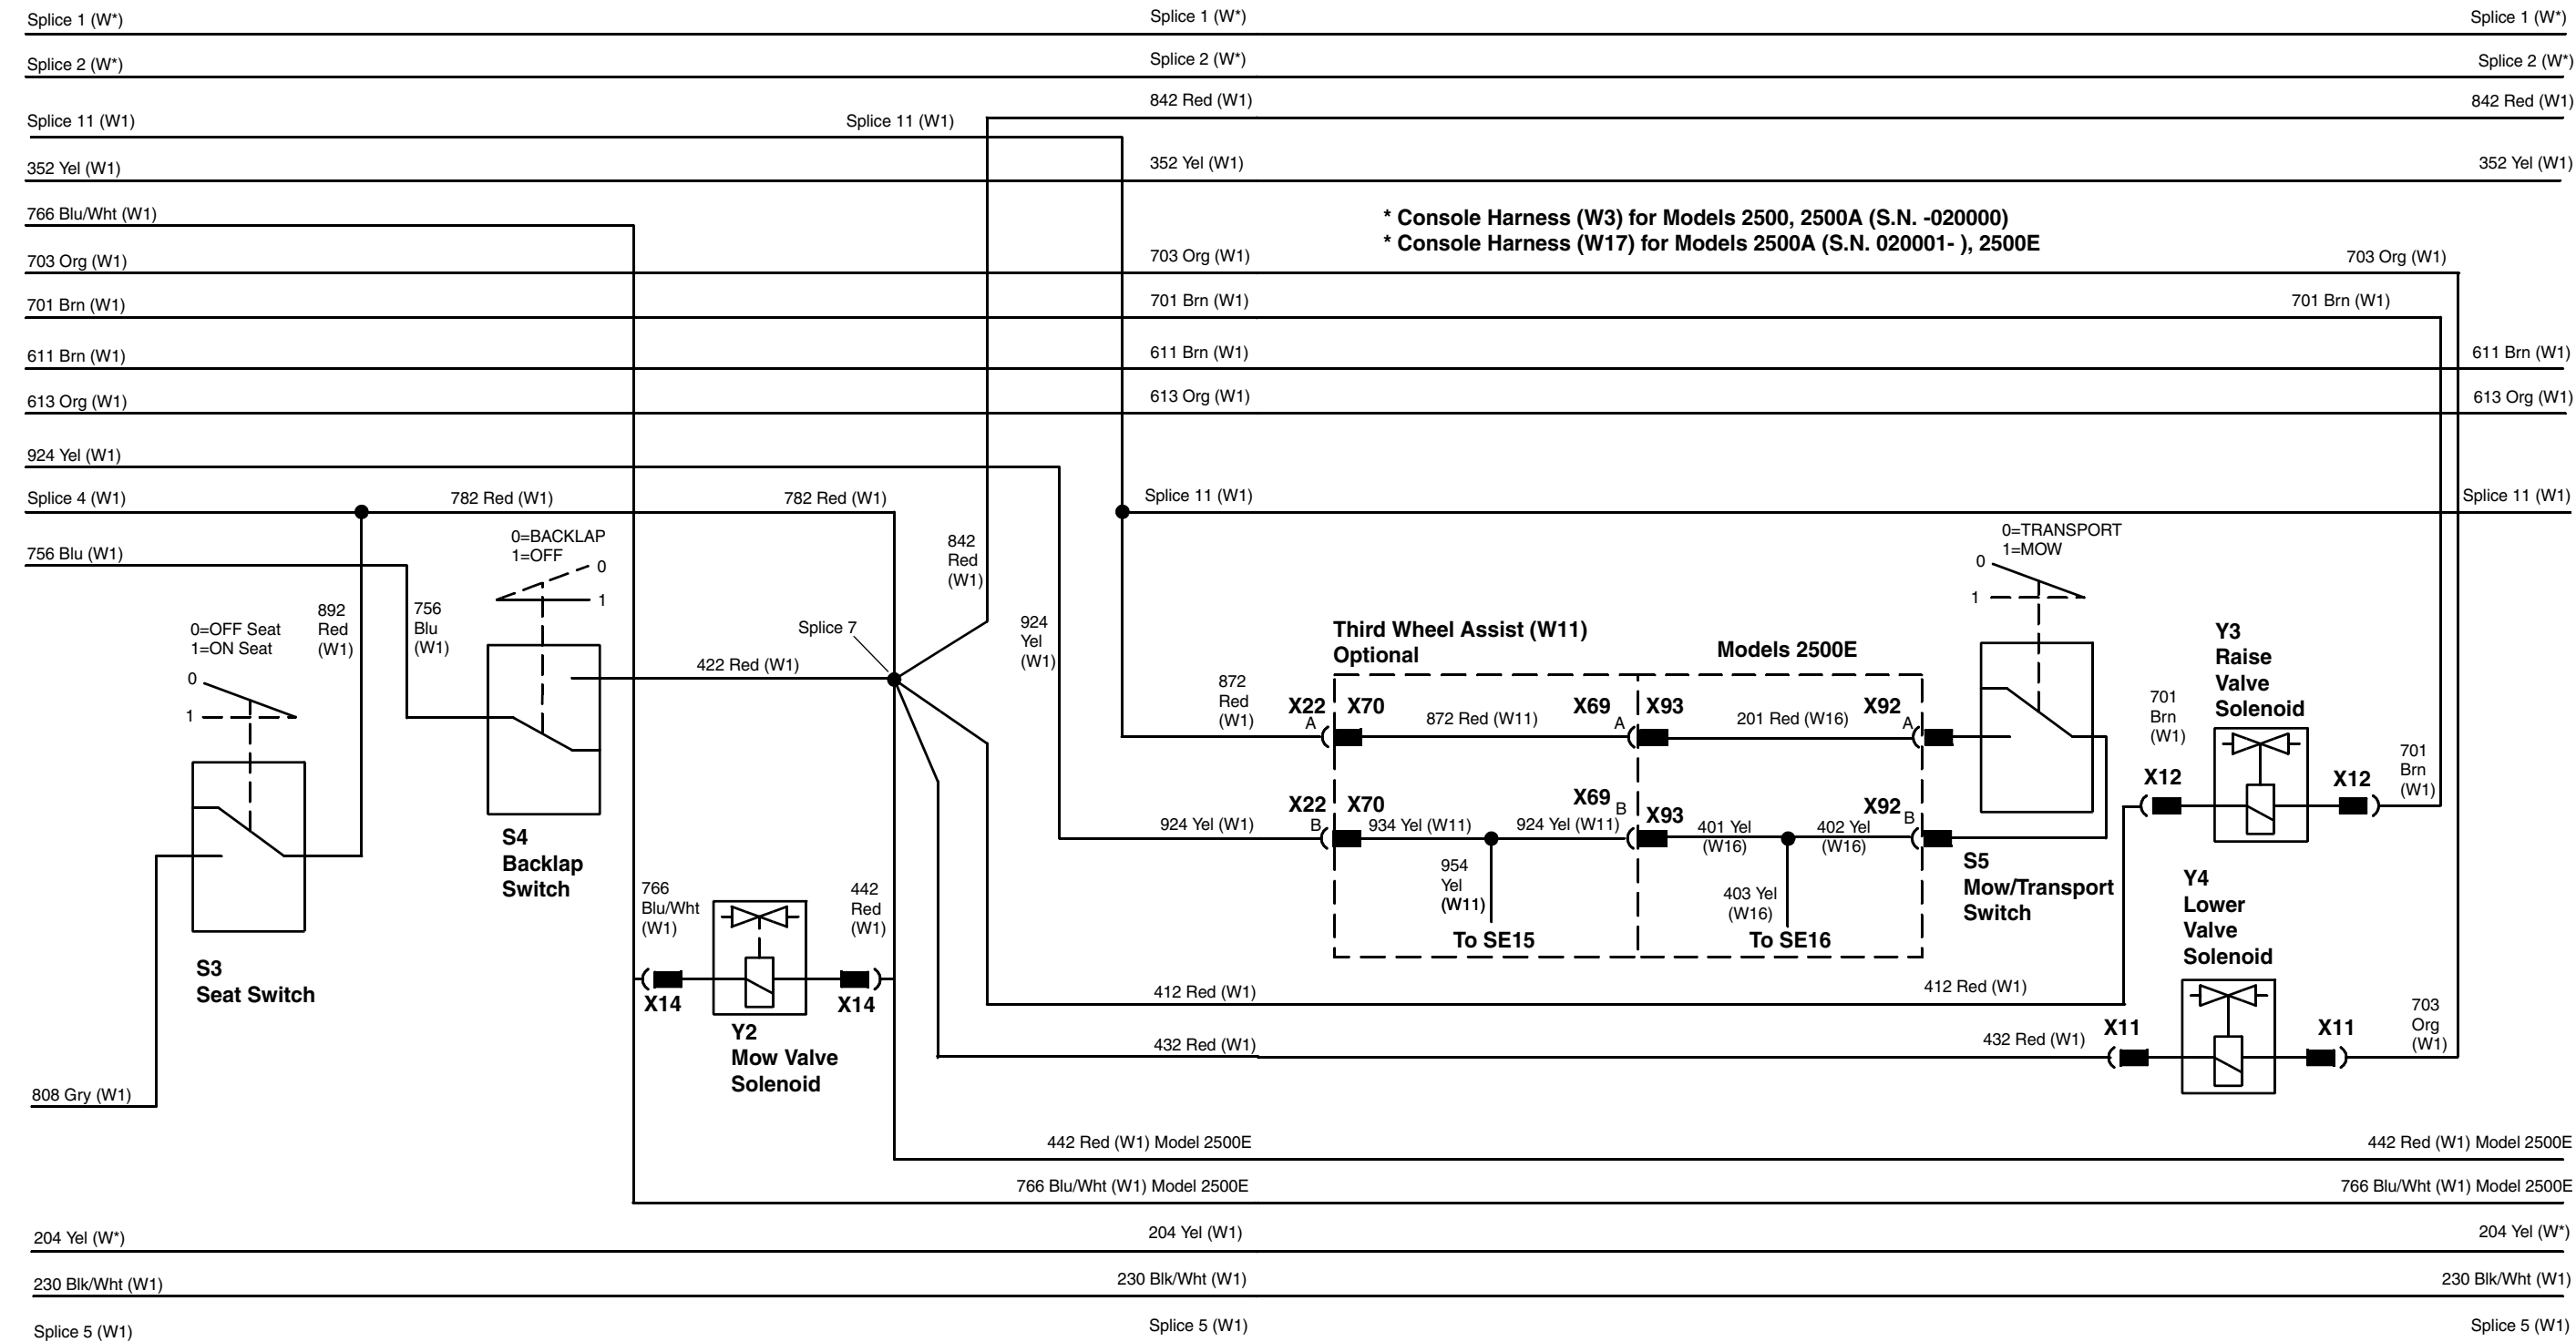 Splice 1 (W*)
Splice 1 (W*)
Splice 1 (W*)
Splice 2 (W*)
Splice 2 (W*)
Splice 2 (W*)
842 Red (W1)
842 Red (W1)
Splice 11 (W1)
Splice 11 (W1)
352 Yel (W1)
352 Yel (W1)
352 Yel (W1)
766 Blu/Wht (W1)
* Console Harness (W3) for Models 2500, 2500A (S.N. -020000)
* Console Harness (W17) for Models 2500A (S.N. 020001- ), 2500E
703 Org (W1)
703 Org (W1)
703 Org (W1)
701 Brn (W1)
701 Brn (W1)
701 Brn (W1)
611 Brn (W1)
611 Brn (W1)
611 Brn (W1)
613 Org (W1)
613 Org (W1)
613 Org (W1)
924 Yel (W1)
Splice 4 (W1)
782 Red (W1)
782 Red (W1)
Splice 11 (W1)
Splice 11 (W1)
756 Blu (W1)
0=BACKLAP
1=OFF
0
1
842
Red
(W1)
0=TRANSPORT
1=MOW
0
1
0=OFF Seat
1=ON Seat
0
1
892
Red
(W1)
756
Blu
(W1)
Splice 7
422 Red (W1)
924
Yel
(W1)
Third Wheel Assist (W11)
Optional
Models 2500E
Y3
Raise
Valve
Solenoid
872
Red
(W1)
X22
A
X70
872 Red (W11)
X69
A
X93
201 Red (W16)
X92
A
701
Brn
(W1)
X12
X12
701
Brn
(W1)
924 Yel (W1)
X22
B
X70
934 Yel (W11)
924 Yel (W11)
X69
B
X93
401 Yel
(W16)
402 Yel
(W16)
X92
B
S4
Backlap
Switch
954
Yel
(W11)
To SE15
403 Yel
(W16)
To SE16
S5
Mow/Transport
Switch
Y4
Lower
Valve
Solenoid
S3
Seat Switch
766
Blu/Wht
(W1)
442
Red
(W1)
X14
X14
Y2
Mow Valve
Solenoid
412 Red (W1)
412 Red (W1)
432 Red (W1)
432 Red (W1)
X11
X11
703
Org
(W1)
808 Gry (W1)
442 Red (W1) Model 2500E
442 Red (W1) Model 2500E
766 Blu/Wht (W1) Model 2500E
766 Blu/Wht (W1) Model 2500E
204 Yel (W*)
204 Yel (W1)
204 Yel (W*)
230 Blk/Wht (W1)
230 Blk/Wht (W1)
230 Blk/Wht (W1)
Splice 5 (W1)
Splice 5 (W1)
Splice 5 (W1)